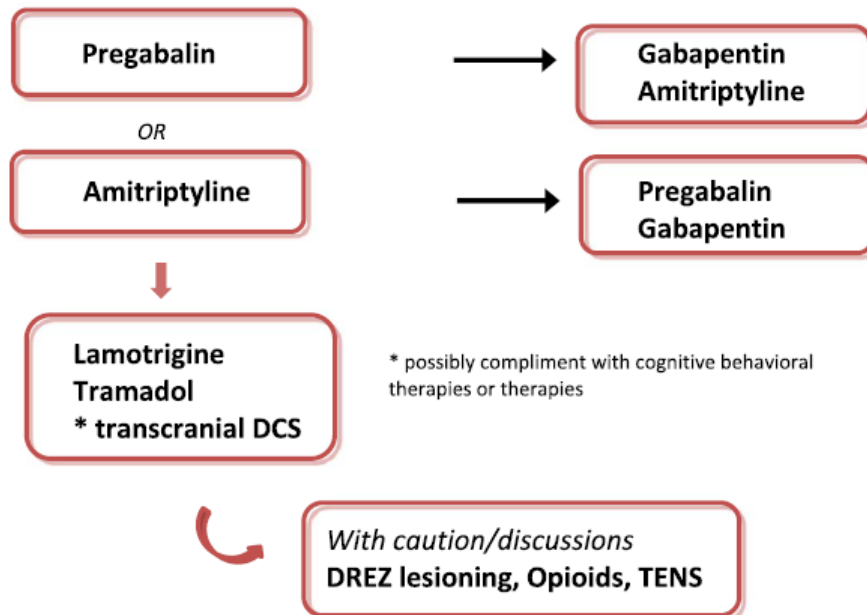 Pregabalin
Gabapentin
Amitriptyline
OR
Amitriptyline
Pregabalin
Gabapentin
Lamotrigine
Tramadol
* transcranial DCS
* possibly compliment with cognitive behavioral
therapies or therapies
With caution/discussions
DREZ lesioning, Opioids, TENS